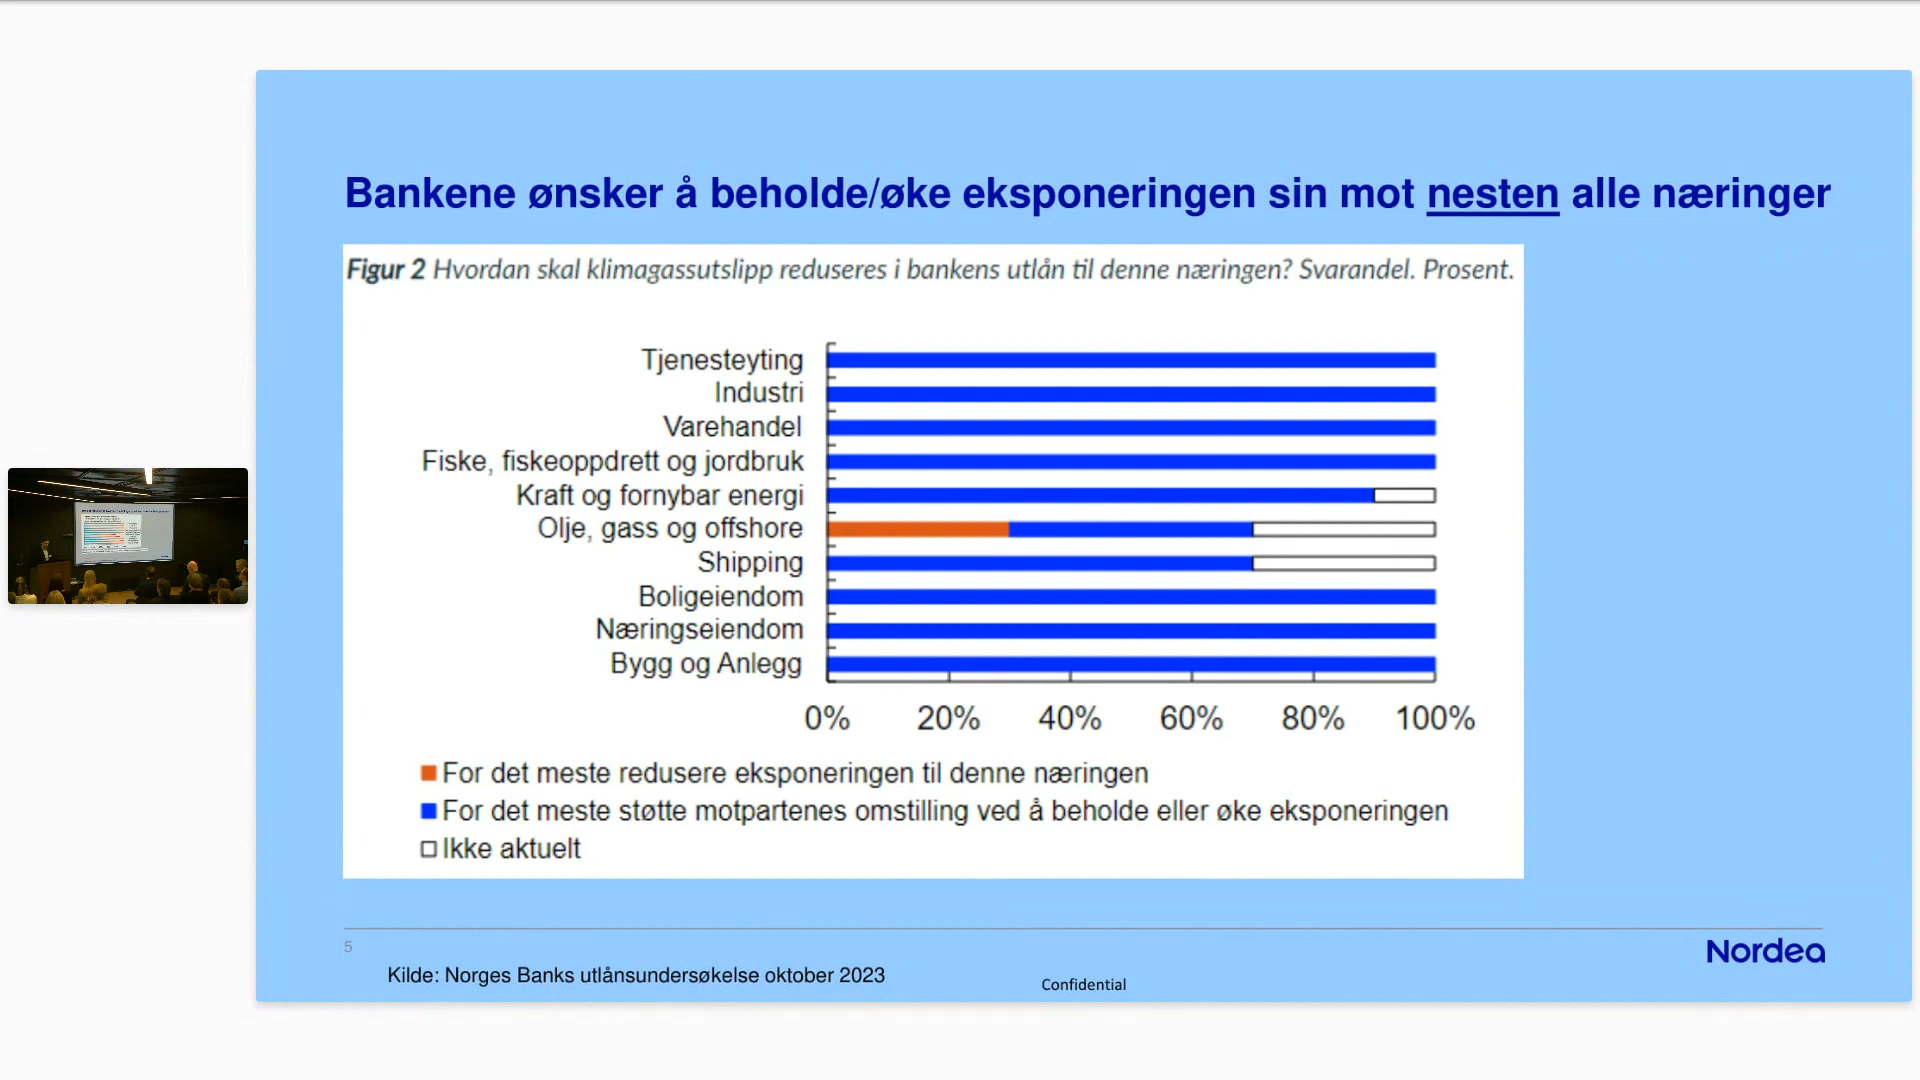 Bankene ønsker å beholde/øke eksponeringen sin mot nesten alle næringer
Figur 2 Hvordan skal klimagassutslipp reduseres i bankens utlån til denne næringen? Svarandel. Prosent.
Tjenesteyting
Industri
Varehandel
Fiske, fiskeoppdrett og jordbruk
Kraft og fornybar energi
Olje, gass og offshore
Shipping
Boligeiendom
Næringseiendom
Bygg og Anlegg
0% 20% 40% 60% 80% 100%
For det meste redusere eksponeringen til denne næringen
For det meste støtte motpartenes omstilling ved å beholde eller øke eksponeringen
Ikke aktuelt
5
Nordea
Kilde: Norges Banks utlånsundersøkelse oktober 2023
Confidential